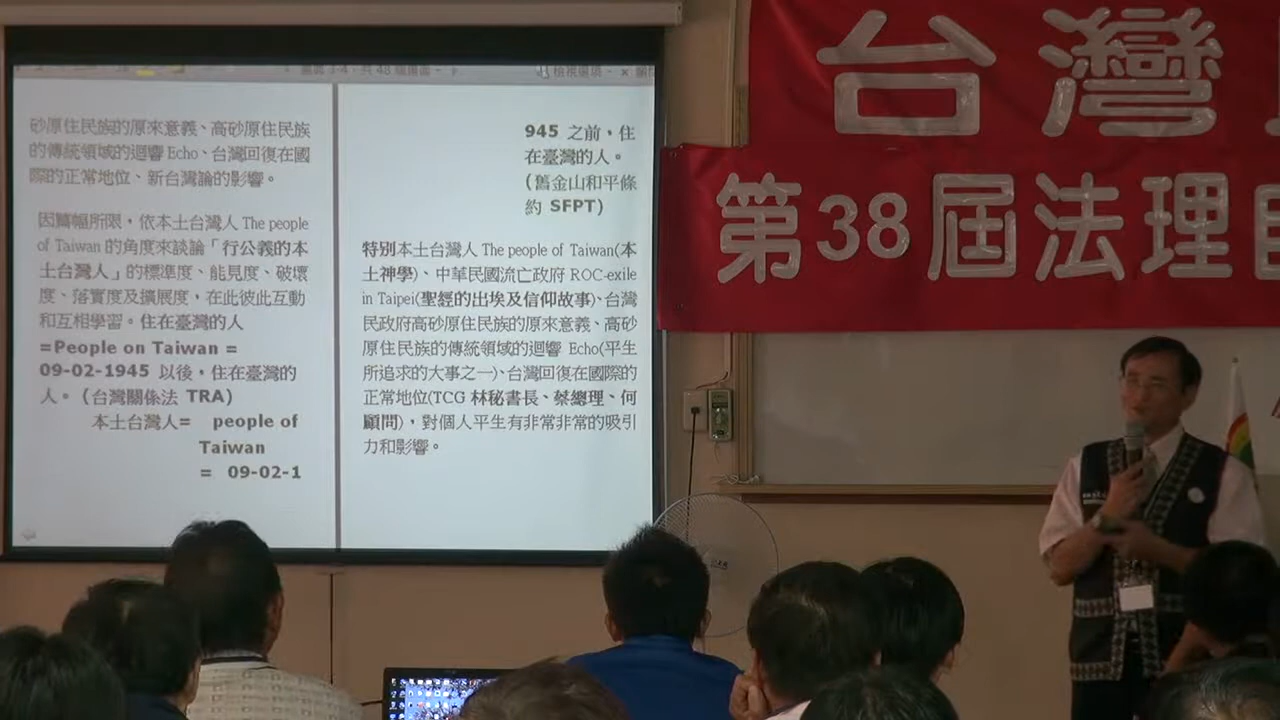 檢視選項
砂原住民族的原來意義、高砂原住民族
的傳統領域的迴響 Echo、台灣回復在國
際的正常地位、新台灣論的影響。
因篇幅所限，依本土台灣人 The people
of Taiwan 的角度來談論「行公義的本
土台灣人」的標準度、能見度、破壞
度、落實度及擴展度，在此彼此互動
和互相學習。住在臺灣的人
=People on Taiwan =
09-02-1945 以後，住在臺灣的
人。(台灣關係法 TRA)
本土台灣人= people of
Taiwan
= 09-02-1
945 之前，住
在臺灣的人。
(舊金山和平條
約 SFPT)
特別本土台灣人 The people of Taiwan(本
土神學)、中華民國流亡政府 ROC-exile
in Taipei(聖經的出埃及信仰故事)、台灣
民政府高砂原住民族的原來意義、高砂
原住民族的傳統領域的迴響 Echo(平生
所追求的大事之一)、台灣回復在國際的
正常地位(TCG 林秘書長、蔡總理、何
顧問)，對個人平生有非常非常的吸引
力和影響。
台灣
第38屆法理